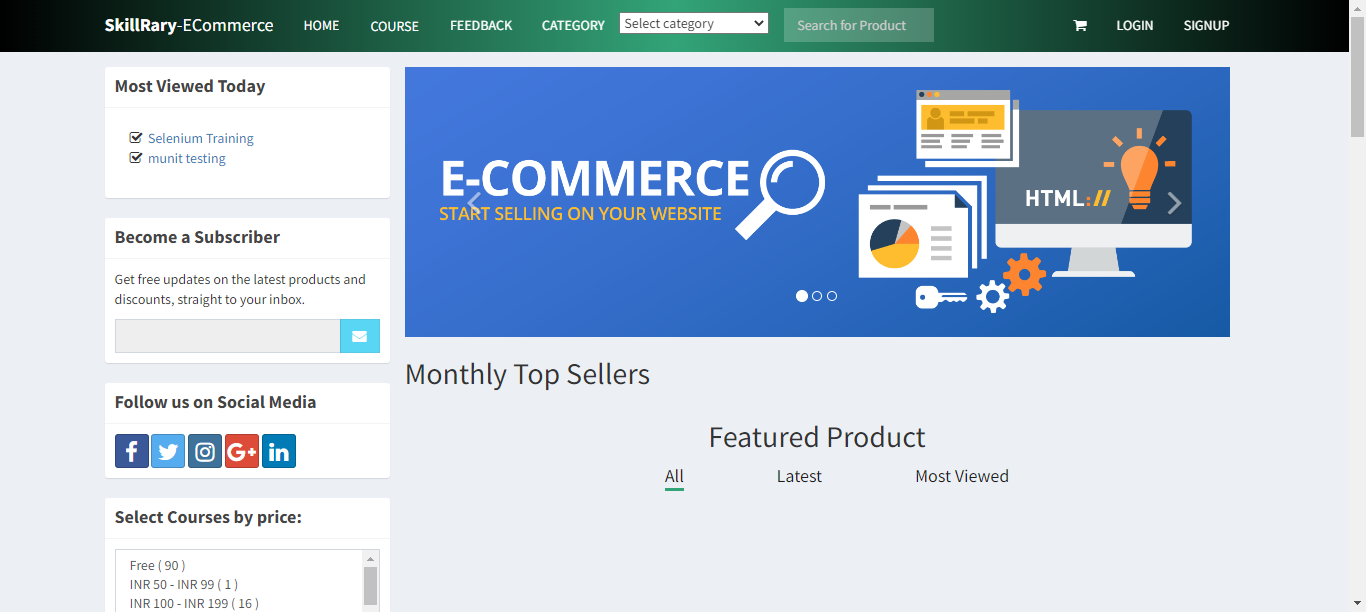 SkillRary-ECommerce HOME COURSE FEEDBACK CATEGORY Select category Search for Product LOGIN SIGNUP
Most Viewed Today
Selenium Training
munit testing
Become a Subscriber
Get free updates on the latest products and
discounts, straight to your inbox.
Follow us on Social Media
f G+ in
Select Courses by price:
Free ( 90 )
INR 50 - INR 99 ( 1 )
INR 100 - INR 199 ( 16 )
E-COMMERCE
START SELLING ON YOUR WEBSITE
HTML://
Monthly Top Sellers
Featured Product
All Latest Most Viewed